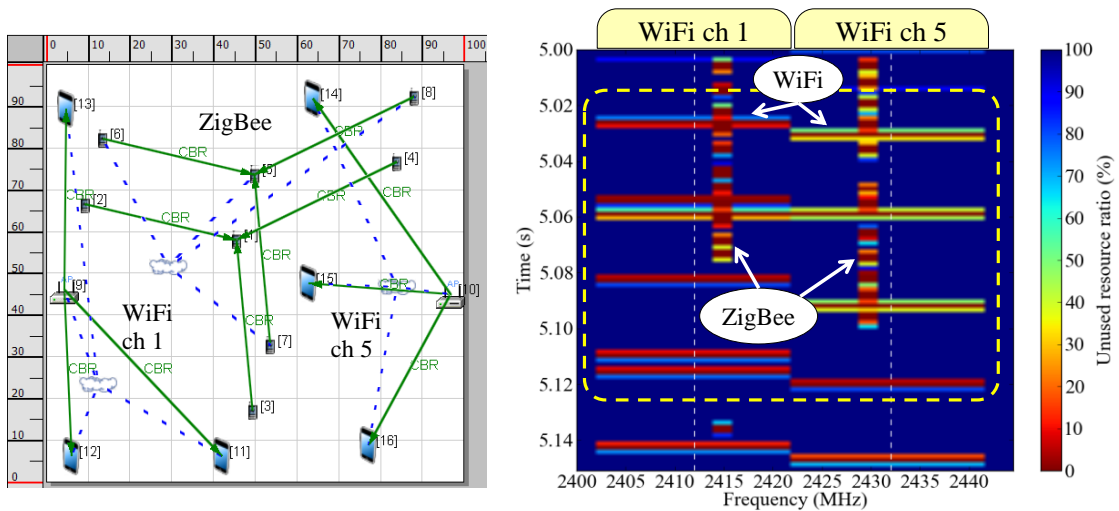 0 10 20 30 40 50 60 70 80 100
90
80
70
60
50
40
30
20
10
0
[13]
[14]
[8]
[6]
ZigBee
CBR
[5]
[4]
CBR
CBR
CBR
[2]
CBR
[1]
CBR
AP
[9]
[15]
CBR
AP
WiFi
ch 1
WiFi
ch 5
CBR
[7]
CBR
CBR
[3]
[12]
[11]
[16]
WiFi ch 1 WiFi ch 5
5.00
5.02
5.04
5.06
5.08
5.10
5.12
5.14
Time (s)
WiFi
ZigBee
2400 2405 2410 2415 2420 2425 2430 2435 2440
Frequency (MHz)
100
90
80
70
60
50
40
30
20
10
0
Unused resource ratio (%)